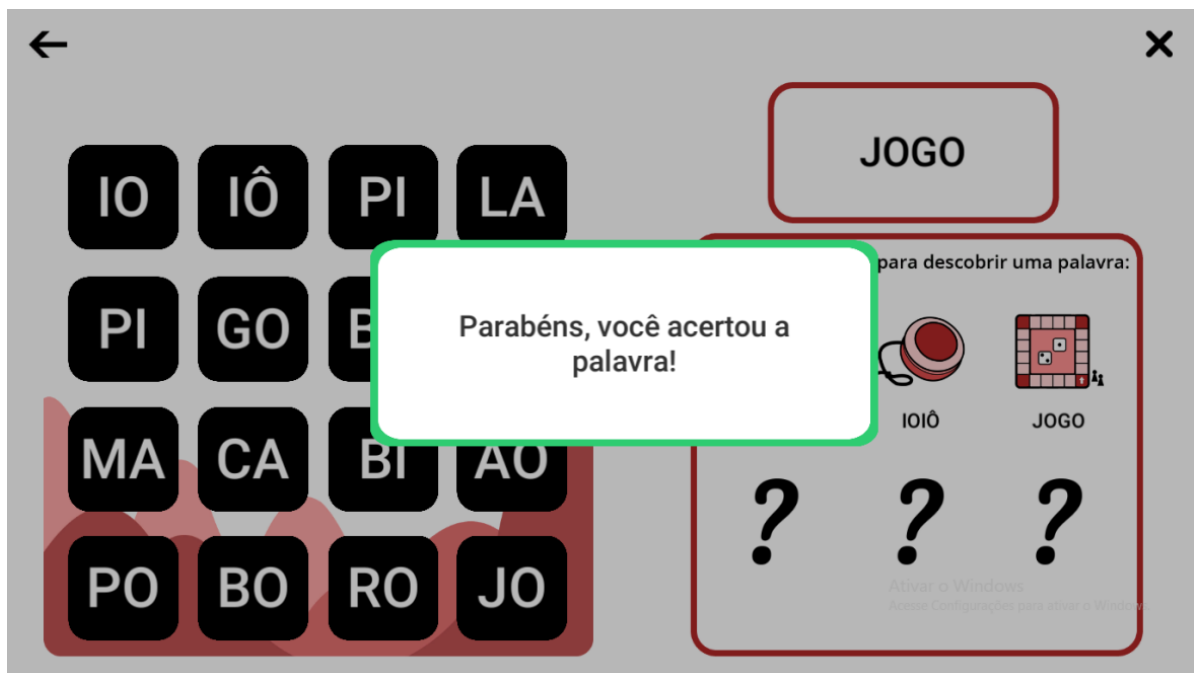 JOGO
IO IÔ PI LA
para descobrir uma palavra:
PI GO
Parabéns, você acertou a
palavra!
IOIÔ JOGO
MA CA BI AO
? ? ?
PO BO RO JO
Ativar o Windows
Acesse Configurações para ativar o Windows.